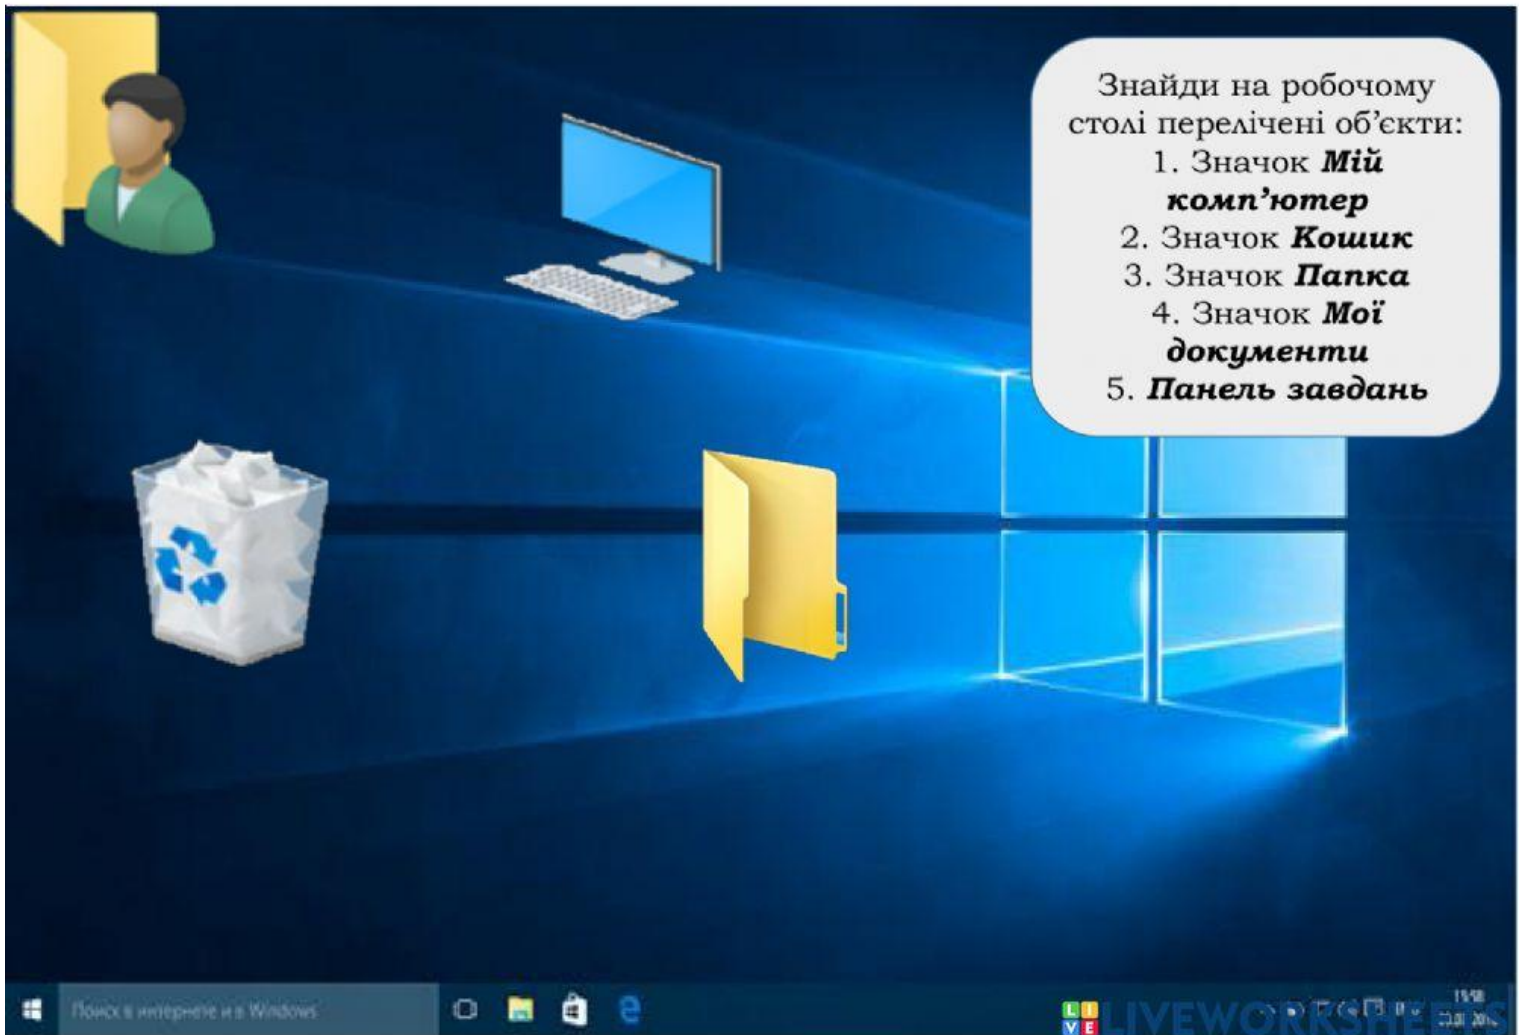 Знайди на робочому
столі перелічені об’єкти:
1. Значок Мій
комп’ютер
2. Значок Кошик
3. Значок Папка
4. Значок Мої
документи
5. Панель завдань
Поиск в интернете и в Windows
LIVEWORKSHEETS